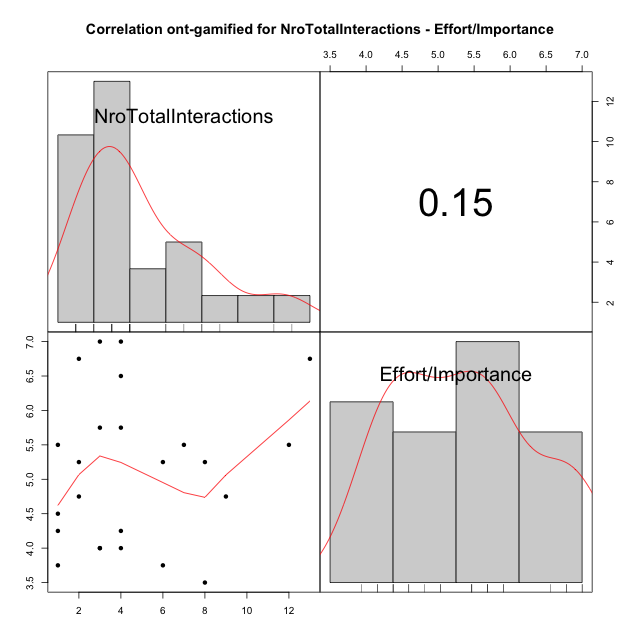 Correlation ont-gamified for NroTotalInteractions - Effort/Importance
3.5 4.0 4.5 5.0 5.5 6.0 6.5 7.0
NroTotalInteractions
0.15
2 4 6 8 10 12
Effort/Importance
3.5 4.0 4.5 5.0 5.5 6.0 6.5 7.0
2 4 6 8 10 12